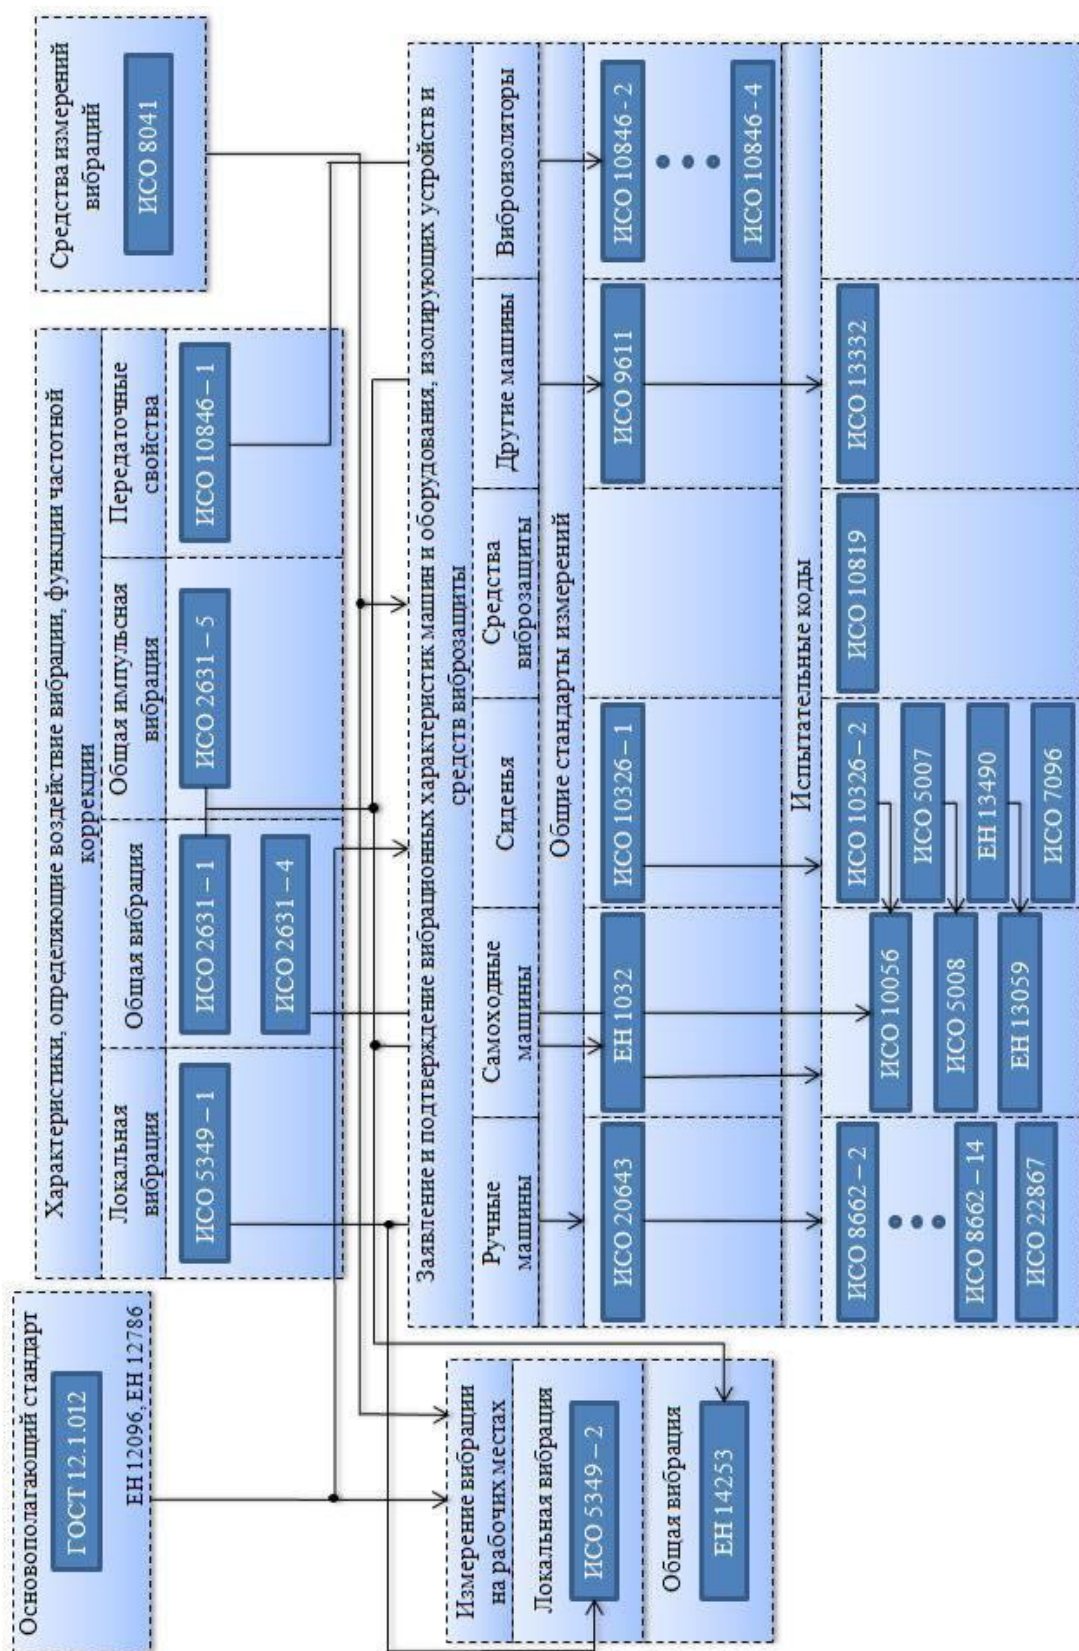 Основополагающий стандарт
ГОСТ 12.1.012
ЕН 12096, ЕН 12786
Характеристики, определяющие воздействие вибрации, функции частотной
коррекции
Локальная
вибрация
ИСО 5349 – 1
Общая вибрация
ИСО 2631 – 1
ИСО 2631 – 4
Общая импульсная
вибрация
ИСО 2631 – 5
Передаточные
свойства
ИСО 10846 – 1
Средства измерений
вибраций
ИСО 8041
Измерение вибрации
на рабочих местах
Локальная вибрация
ИСО 5349 – 2
Общая вибрация
ЕН 14253
Заявление и подтверждение вибрационных характеристик машин и оборудования, изолирующих устройств и
средств виброзащиты
Ручные
машины
Самоходные
машины
Сиденья
Средства
виброзащиты
Другие машины
Виброизоляторы
Общие стандарты измерений
ИСО 20643
ЕН 1032
ИСО 10326 – 1
ИСО 9611
ИСО 10846 - 2
ИСО 10846 - 4
Испытательные коды
ИСО 8662 – 2
ИСО 8662 – 14
ИСО 22867
ИСО 10056
ИСО 5008
ЕН 13059
ИСО 10326 – 2
ИСО 5007
ЕН 13490
ИСО 7096
ИСО 10819
ИСО 13332